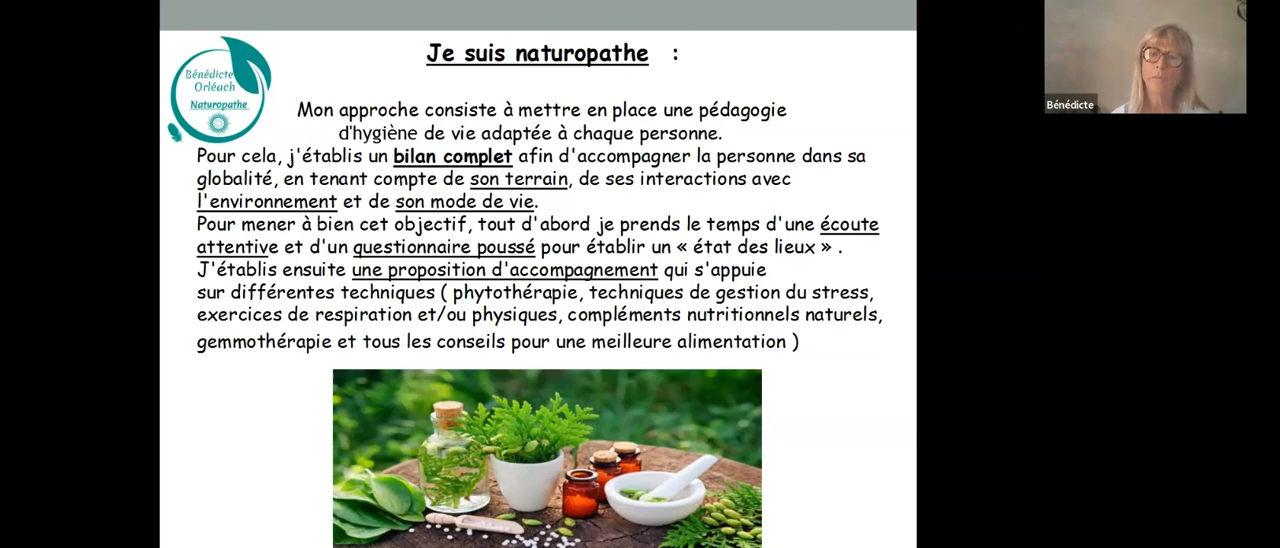 Je suis naturopathe :
Bénédicte
Orléach
Naturopathe
Mon approche consiste à mettre en place une pédagogie
d'hygiène de vie adaptée à chaque personne.
Pour cela, j'établis un bilan complet afin d'accompagner la personne dans sa
globalité, en tenant compte de son terrain, de ses interactions avec
l'environnement et de son mode de vie.
Pour mener à bien cet objectif, tout d'abord je prends le temps d'une écoute
attentive et d'un questionnaire poussé pour établir un « état des lieux » .
J'établis ensuite une proposition d'accompagnement qui s'appuie
sur différentes techniques ( phytothérapie, techniques de gestion du stress,
exercices de respiration et/ou physiques, compléments nutritionnels naturels,
gemmothérapie et tous les conseils pour une meilleure alimentation )
Bénédicte